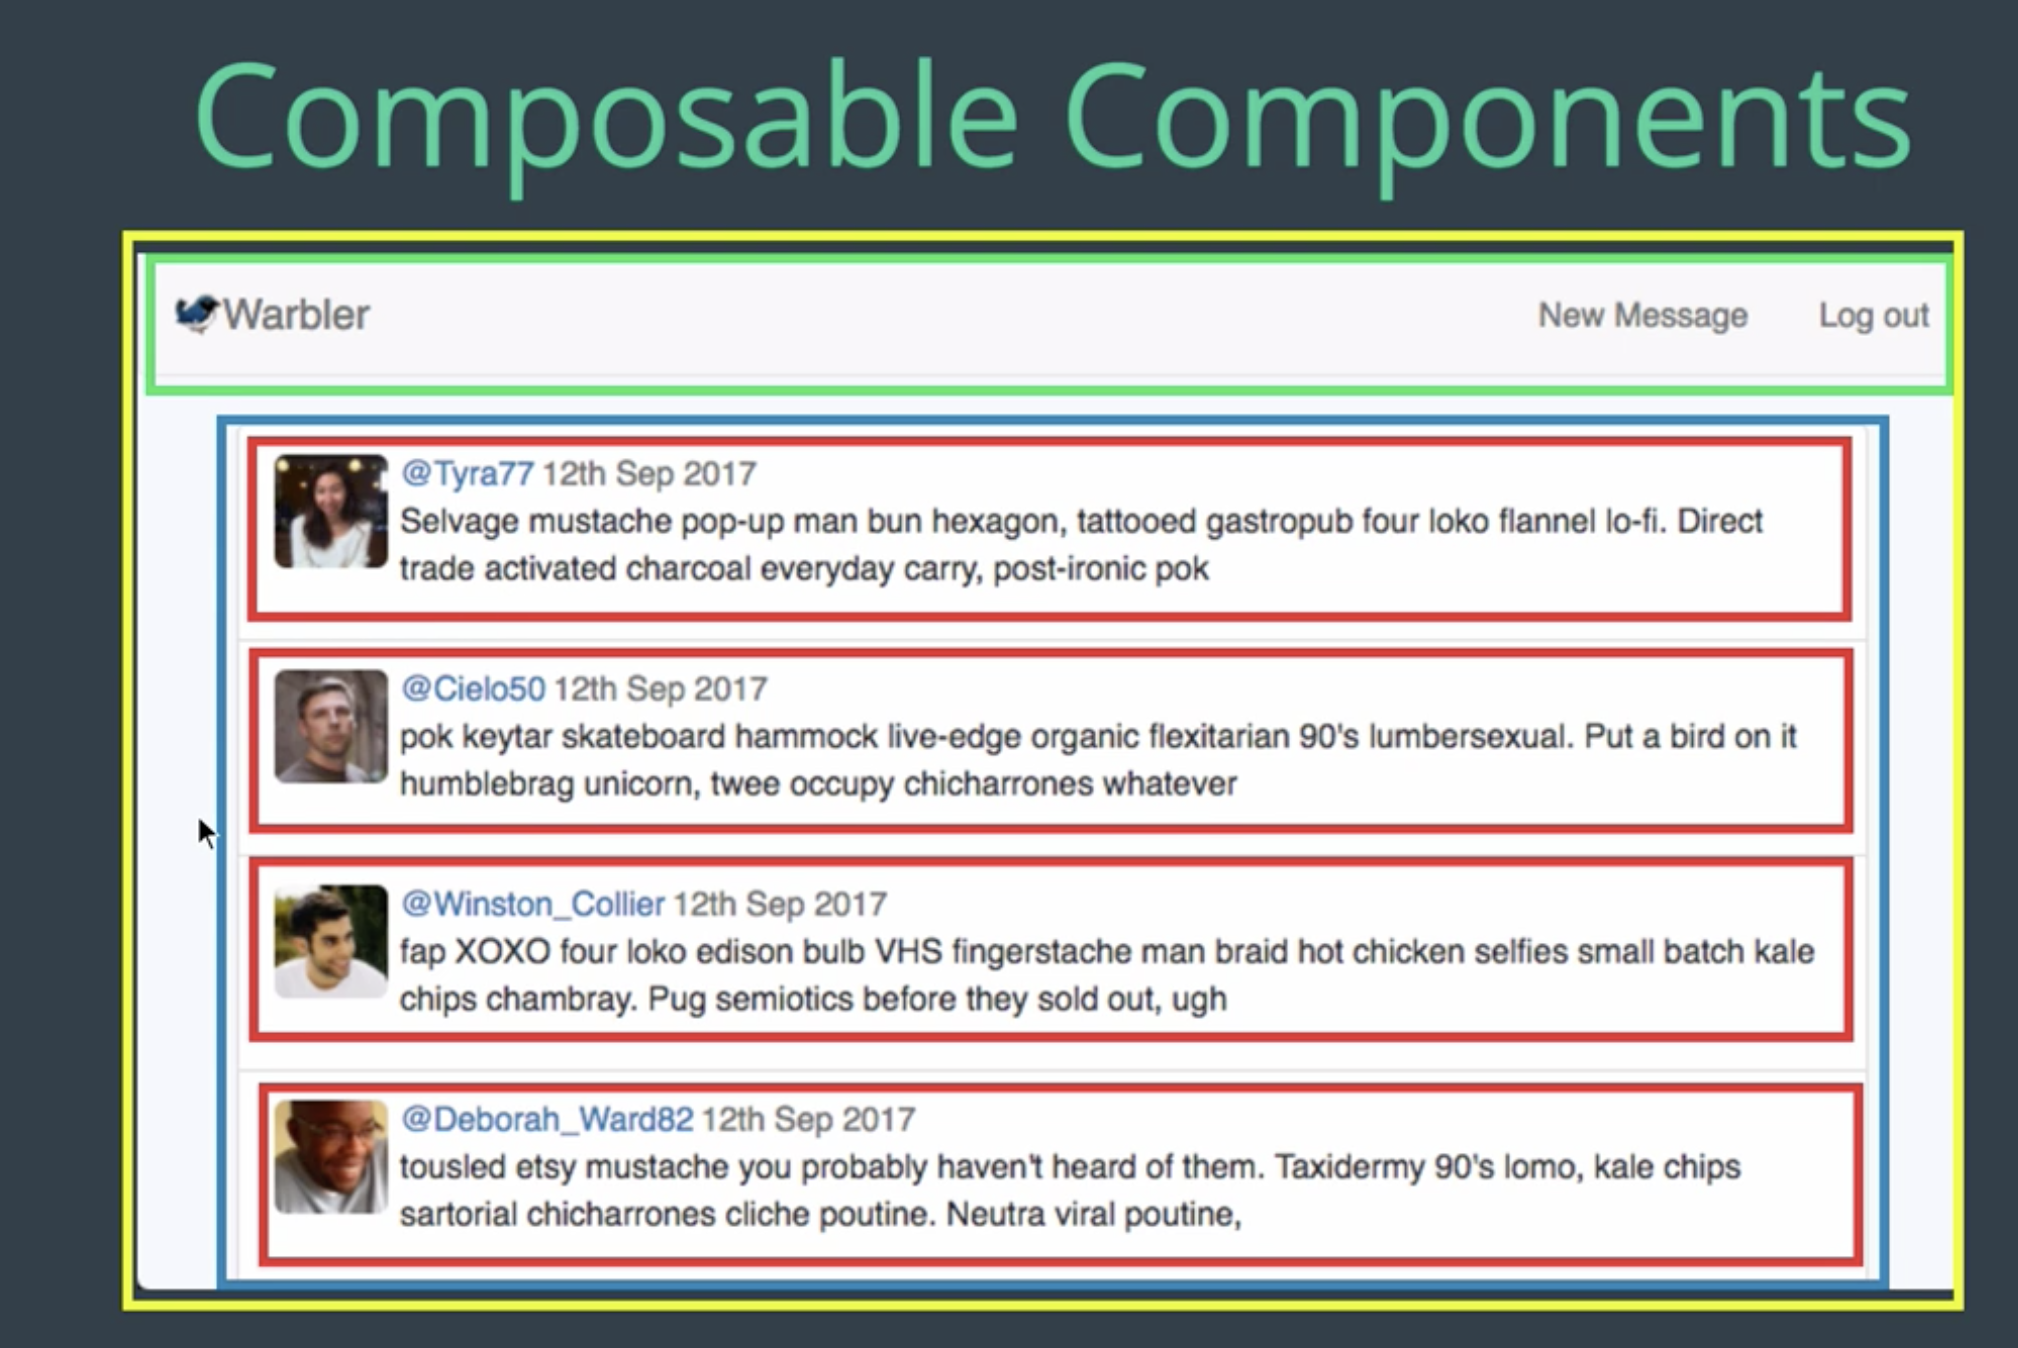 Composable Components
Warbler New Message Log out
@Tyra77 12th Sep 2017
Selvage mustache pop-up man bun hexagon, tattooed gastropub four loko flannel lo-fi. Direct
trade activated charcoal everyday carry, post-ironic pok
@Cielo50 12th Sep 2017
pok keytar skateboard hammock live-edge organic flexitarian 90's lumbersexual. Put a bird on it
humblebrag unicorn, twee occupy chicharrones whatever
@Winston_Collier 12th Sep 2017
fap XOXO four loko edison bulb VHS fingerstache man braid hot chicken selfies small batch kale
chips chambray. Pug semiotics before they sold out, ugh
@Deborah_Ward82 12th Sep 2017
tousled etsy mustache you probably haven't heard of them. Taxidermy 90's lomo, kale chips
sartorial chicharrones cliche poutine. Neutra viral poutine,